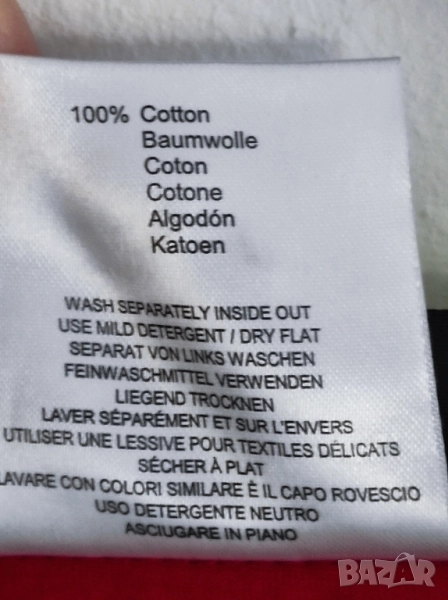 100% Cotton
Baumwolle
Coton
Cotone
Algodón
Katoen
WASH SEPARATELY INSIDE OUT
USE MILD DETERGENT / DRY FLAT
SEPARAT VON LINKS WASCHEN
FEINWASCHMITTEL VERWENDEN
LIEGEND TROCKNEN
LAVER SÉPARÉMENT ET SUR L'ENVERS
UTILISER UNE LESSIVE POUR TEXTILES DÉLICATS
SÉCHER À PLAT
LAVARE CON COLORI SIMILARE È IL CAPO ROVESCIO
USO DETERGENTE NEUTRO
ASCIUGARE IN PIANO
BAZAR